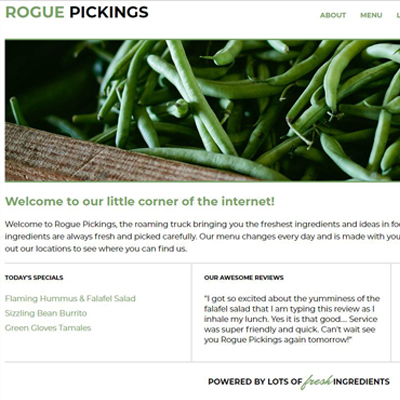 ROGUE PICKINGS
ABOUT MENU
Welcome to our little corner of the internet!
Welcome to Rogue Pickings, the roaming truck bringing you the freshest ingredients and ideas in
ingredients are always fresh and picked carefully. Our menu changes every day and is made with
out our locations to see where you can find us.
TODAY'S SPECIALS
Flaming Hummus & Falafel Salad
Sizzling Bean Burrito
Green Gloves Tamales
OUR AWESOME REVIEWS
"I got so excited about the yumminess of the
falafel salad that I am typing this review as I
inhale my lunch. Yes it is that good.... Service
was super friendly and quick. Can't wait see
you Rogue Pickings again tomorrow!"
POWERED BY LOTS OF fresh INGREDIENTS